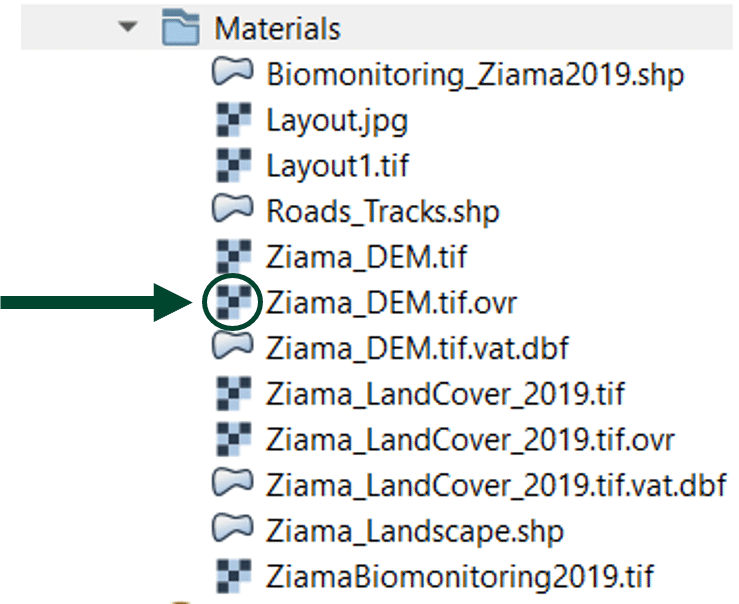 Materials
Biomonitoring_Ziama2019.shp
Layout.jpg
Layout1.tif
Roads_Tracks.shp
Ziama_DEM.tif
Ziama_DEM.tif.ovr
Ziama_DEM.tif.vat.dbf
Ziama_LandCover_2019.tif
Ziama_LandCover_2019.tif.ovr
Ziama_LandCover_2019.tif.vat.dbf
Ziama_Landscape.shp
ZiamaBiomonitoring2019.tif